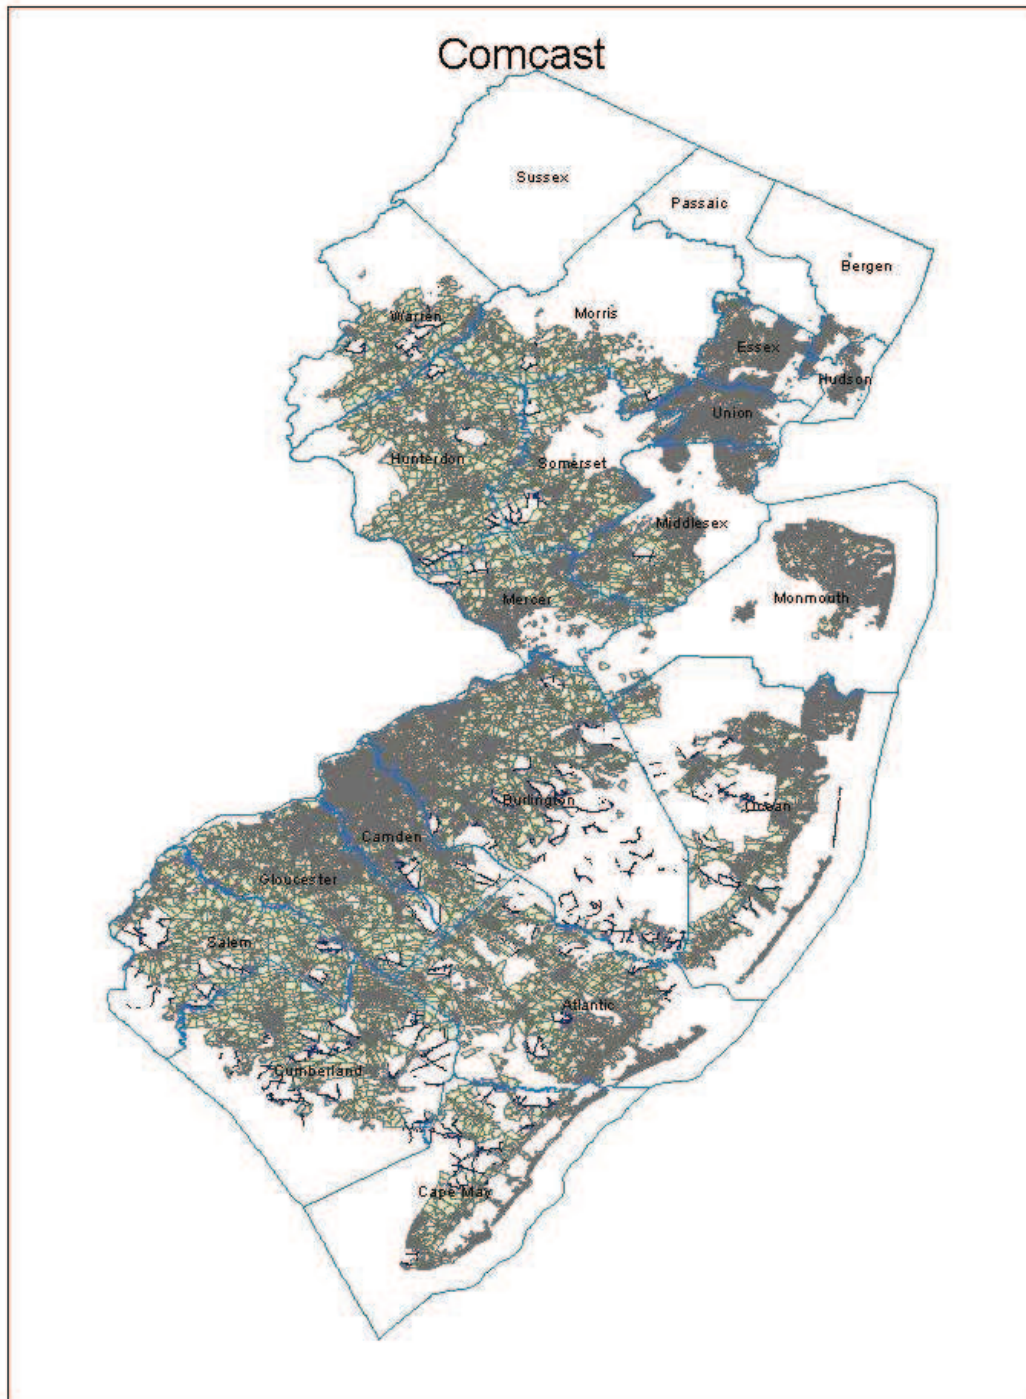 Comcast
Sussex
Passaic
Bergen
Warren
Morris
Essex
Hudson
Union
Hunterdon
Somerset
Middlesex
Mercer
Monmouth
Burlington
Ocean
Camden
Gloucester
Salem
Atlantic
Cumberland
Cape May